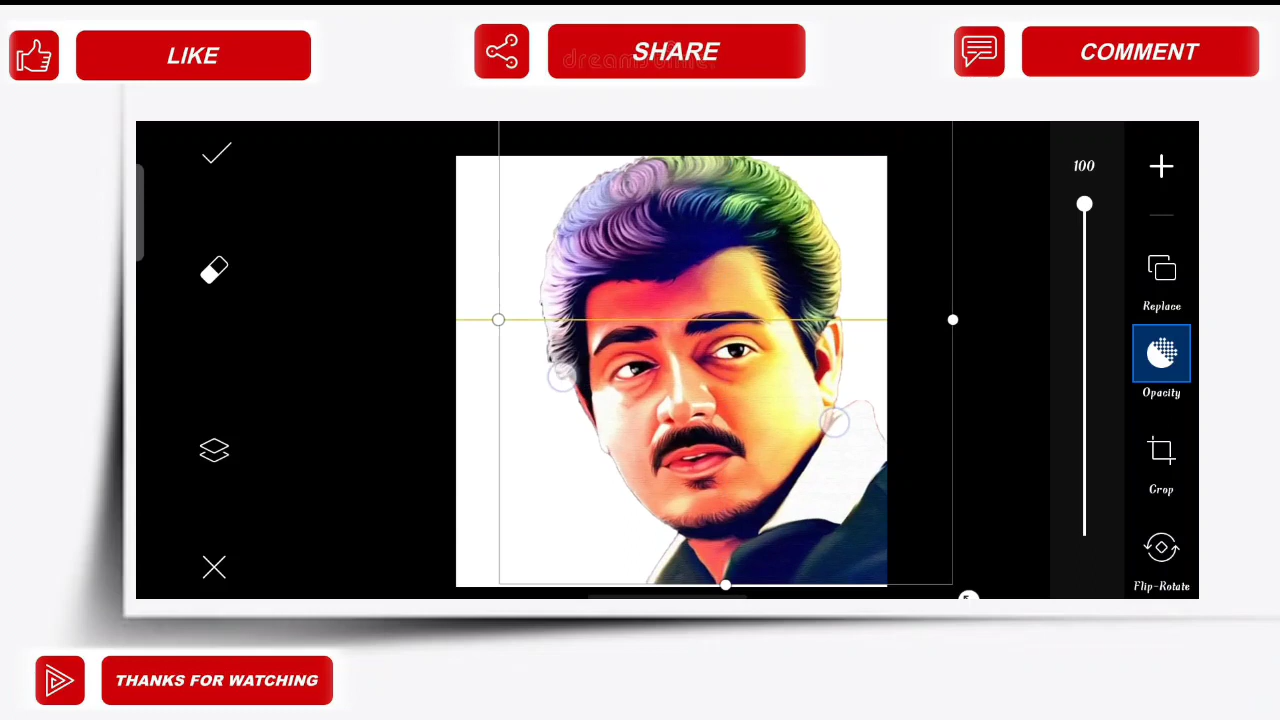 LIKE
SHARE
COMMENT
100
Replace
Opacity
Crop
Flip-Rotate
THANKS FOR WATCHING